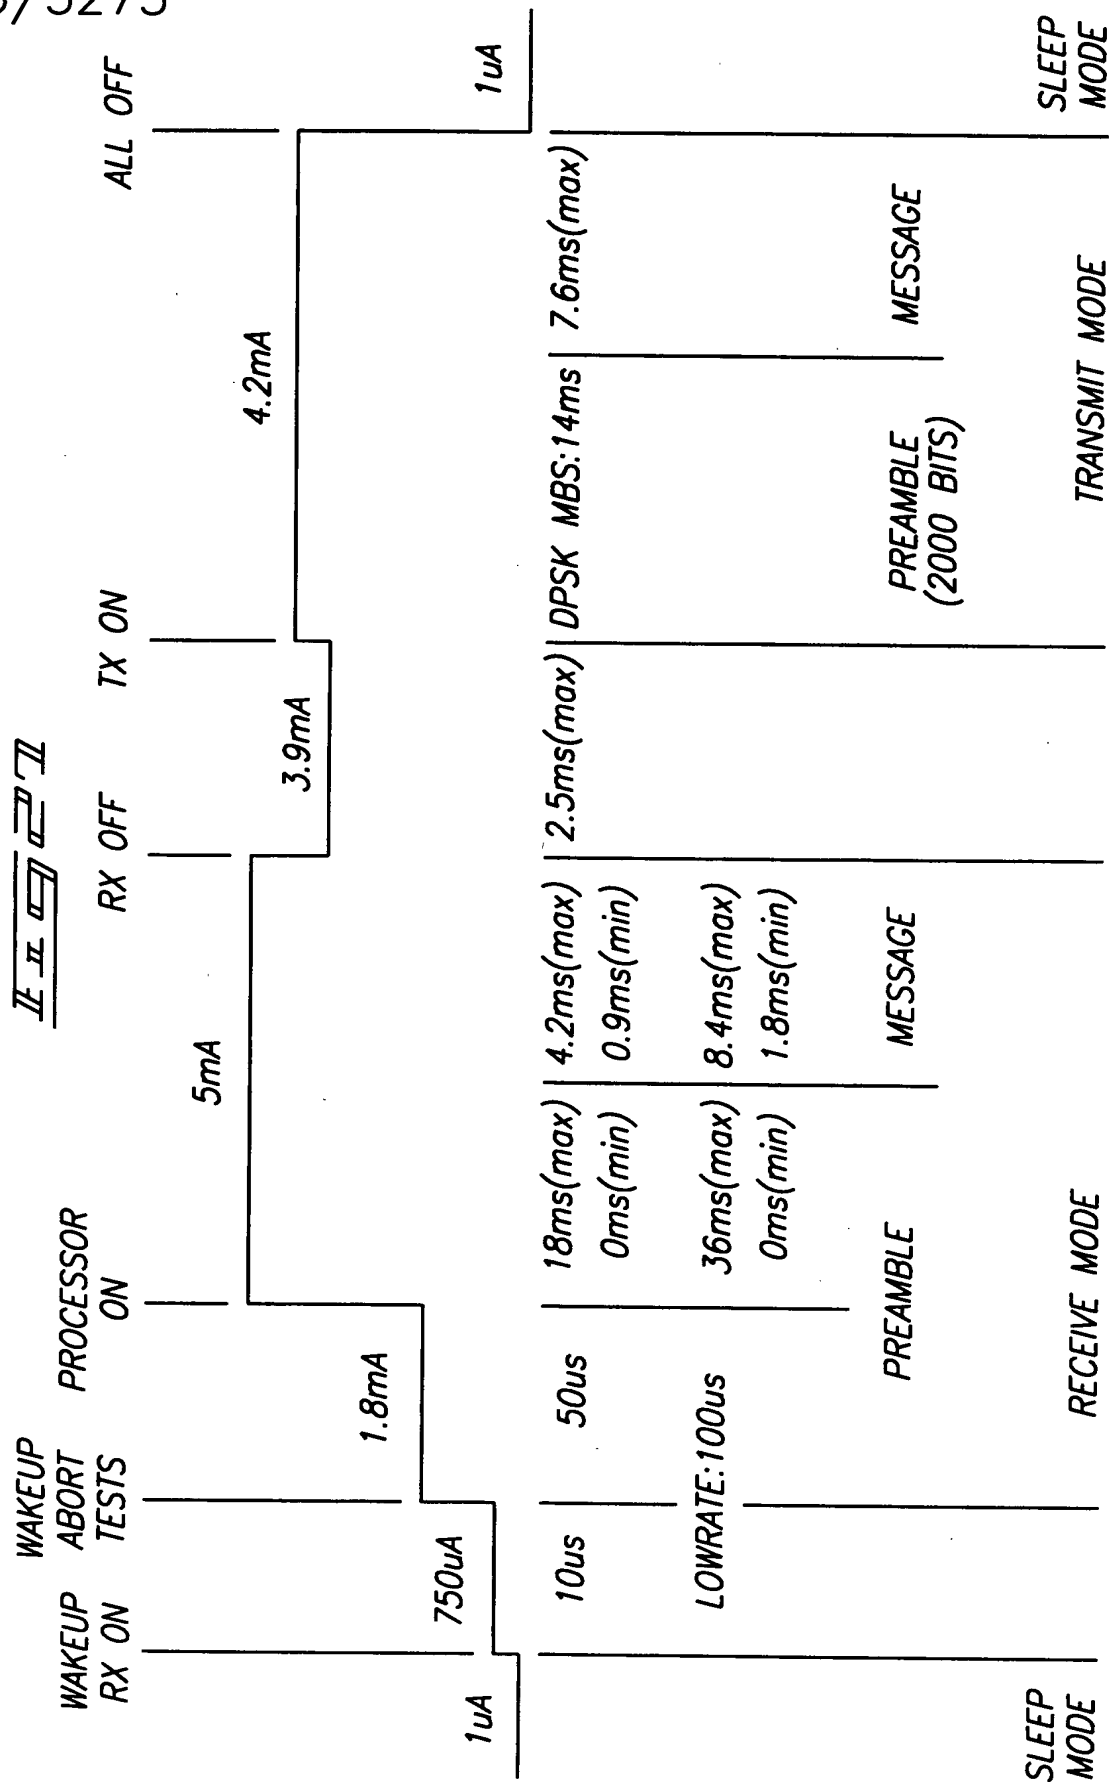 3/5273
Fig 27
WAKEUP
RX ON
WAKEUP
ABORT
TESTS
PROCESSOR
ON
RX OFF
TX ON
ALL OFF
1uA
750uA
1.8mA
5mA
3.9mA
4.2mA
1uA
10us
50us
18ms(max)
0ms(min)
4.2ms(max)
0.9ms(min)
2.5ms(max)
DPSK MBS:14ms
7.6ms(max)
LOWRATE:100us
36ms(max)
0ms(min)
8.4ms(max)
1.8ms(min)
PREAMBLE
MESSAGE
PREAMBLE
(2000 BITS)
MESSAGE
SLEEP
MODE
RECEIVE MODE
TRANSMIT MODE
SLEEP
MODE